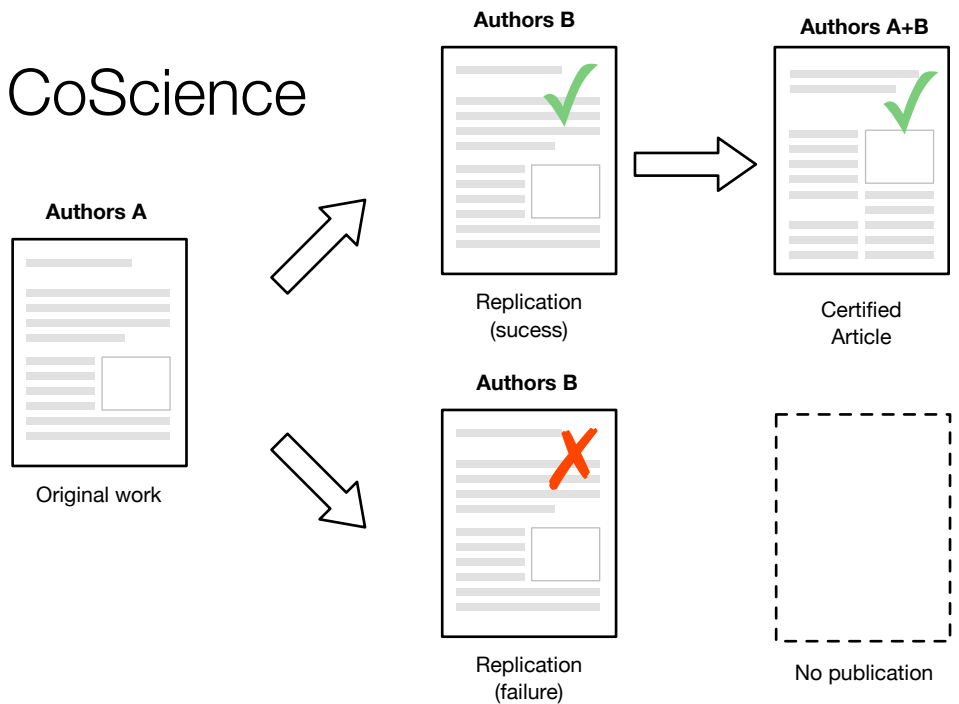 CoScience
Authors A
Original work
Authors B
Replication
(sucess)
Authors A+B
Certified
Article
Authors B
Replication
(failure)
No publication